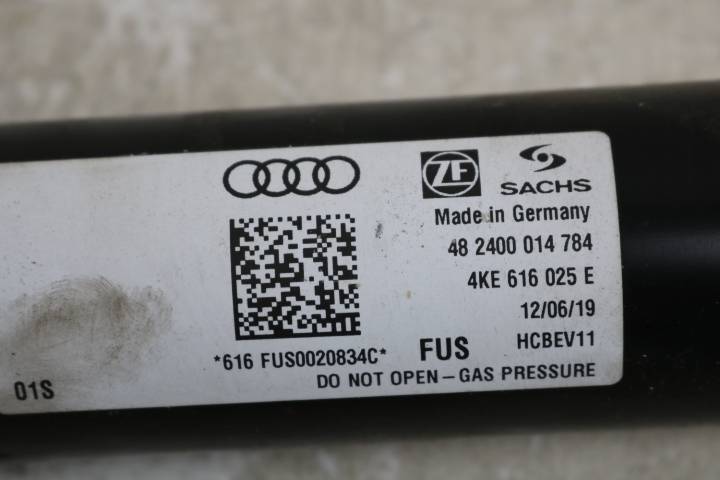 ZF
SACHS
Made in Germany
48 2400 014 784
4KE 616 025 E
12/06/19
*616 FUS0020834C* FUS HCBEV11
01S
DO NOT OPEN – GAS PRESSURE